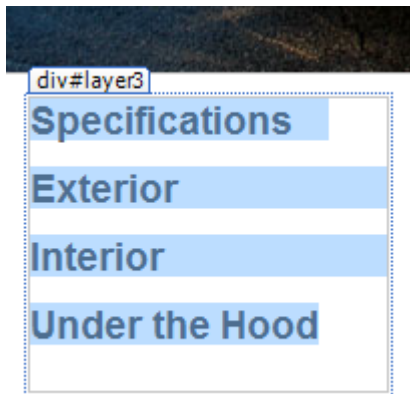 div#layer3
Specifications
Exterior
Interior
Under the Hood